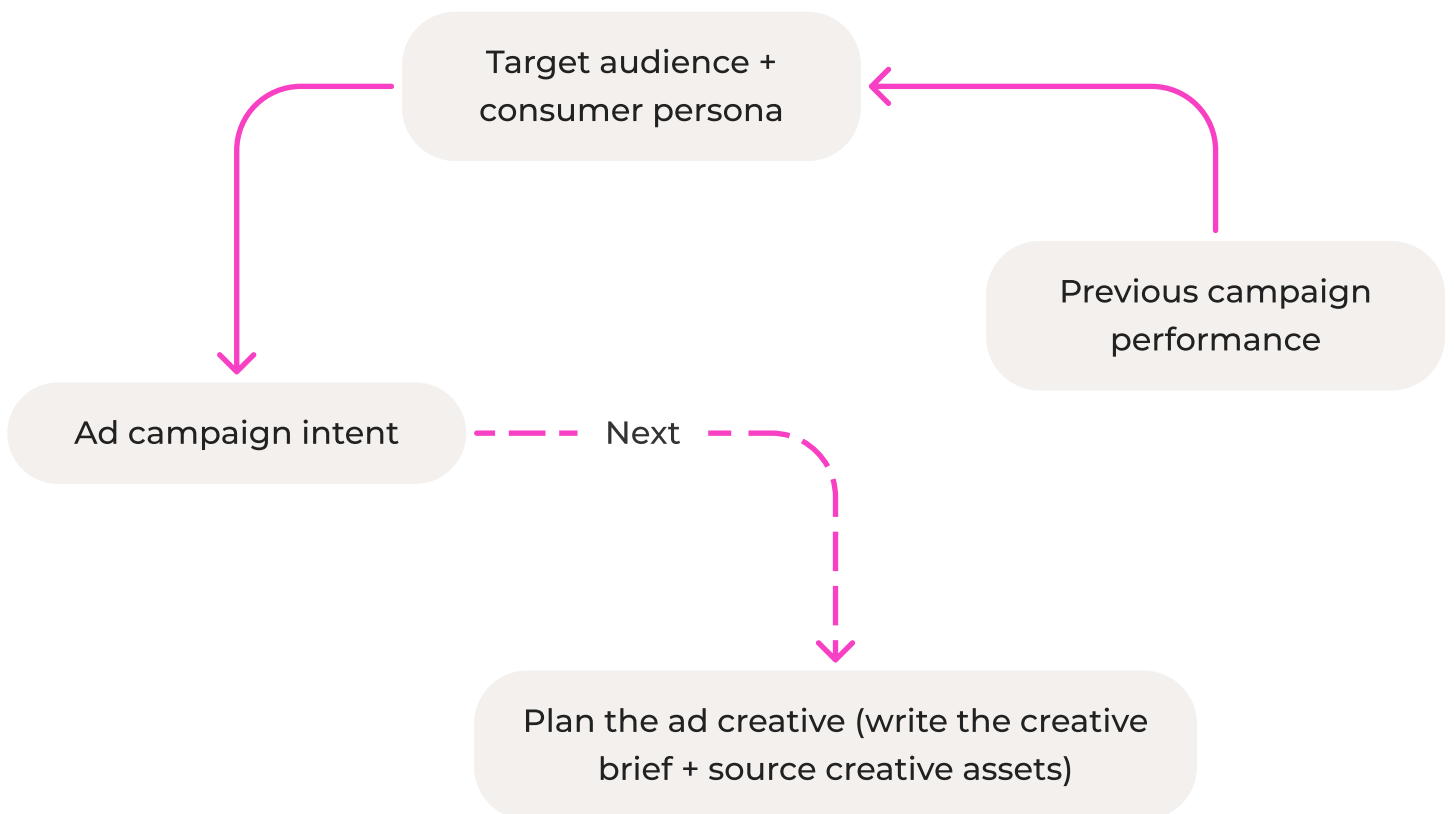 Target audience +
consumer persona
Previous campaign
performance
Ad campaign intent
Next
Plan the ad creative (write the creative
brief + source creative assets)